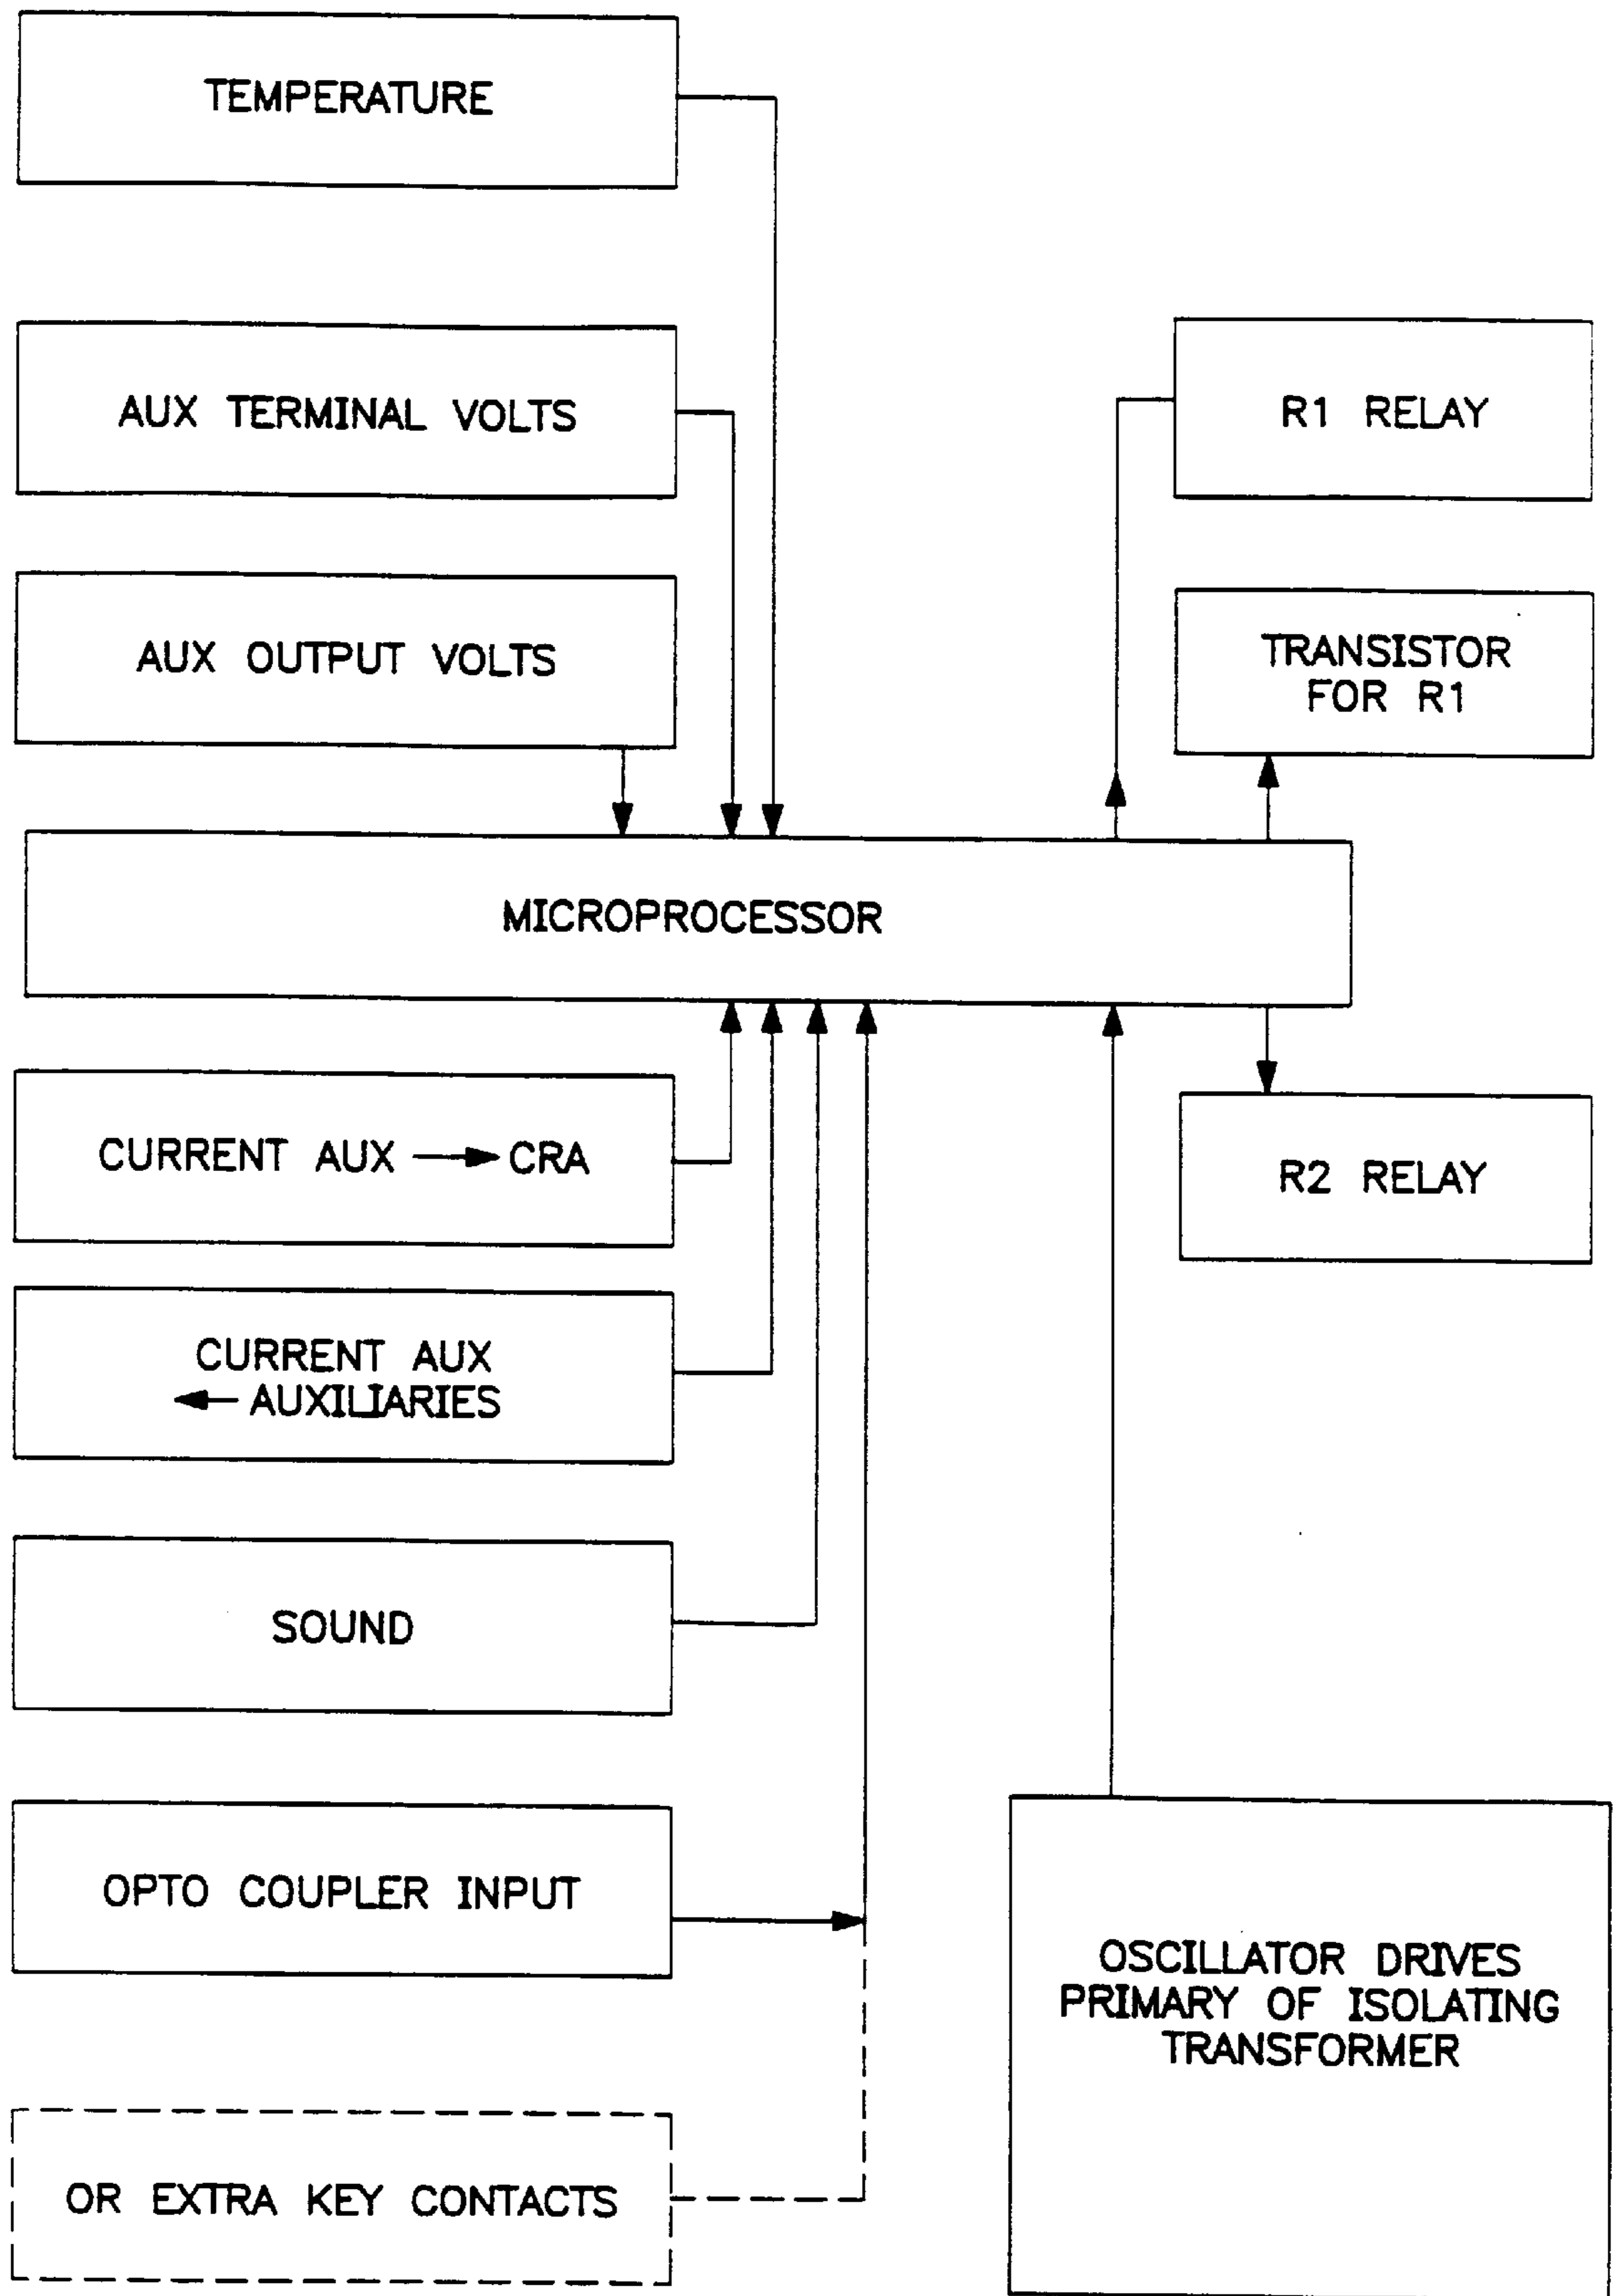 TEMPERATURE
AUX TERMINAL VOLTS
AUX OUTPUT VOLTS
R1 RELAY
TRANSISTOR
FOR R1
MICROPROCESSOR
CURRENT AUX → CRA
CURRENT AUX
← AUXILIARIES
SOUND
OPTO COUPLER INPUT
OR EXTRA KEY CONTACTS
R2 RELAY
OSCILLATOR DRIVES
PRIMARY OF ISOLATING
TRANSFORMER